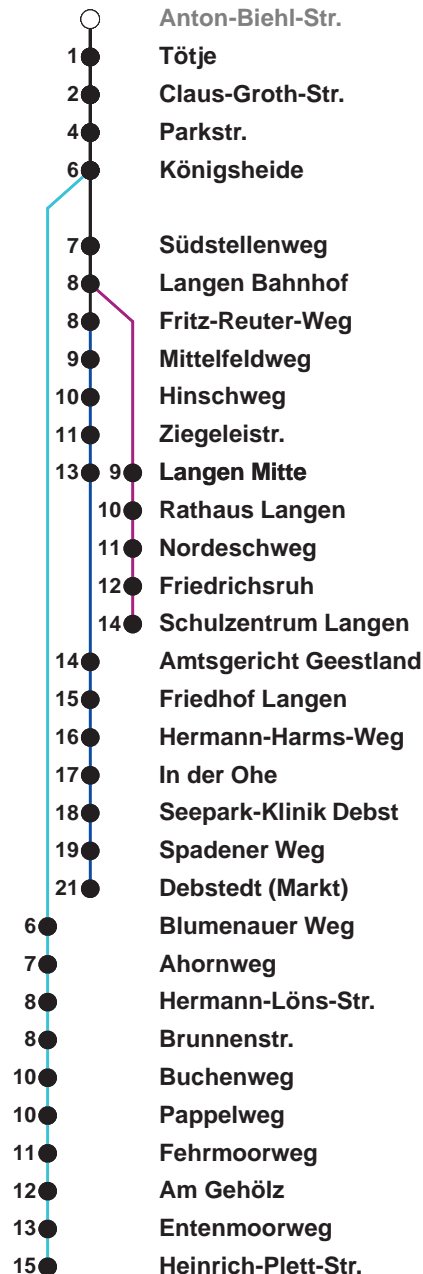 Anton-Biehl-Str.
1 Tötje
2 Claus-Groth-Str.
4 Parkstr.
6 Königsheide
7 Südstellenweg
8 Langen Bahnhof
8 Fritz-Reuter-Weg
9 Mittelfeldweg
10 Hinschweg
11 Ziegeleistr.
13 9 Langen Mitte
10 Rathaus Langen
11 Nordeschweg
12 Friedrichsruh
14 Schulzentrum Langen
14 Amtsgericht Geestland
15 Friedhof Langen
16 Hermann-Harms-Weg
17 In der Ohe
18 Seepark-Klinik Debst
19 Spadener Weg
21 Debstedt (Markt)
6 Blumenauer Weg
7 Ahornweg
8 Hermann-Löns-Str.
8 Brunnenstr.
10 Buchenweg
10 Pappelweg
11 Fehrmoorweg
12 Am Gehölz
13 Entenmoorweg
15 Heinrich-Plett-Str.